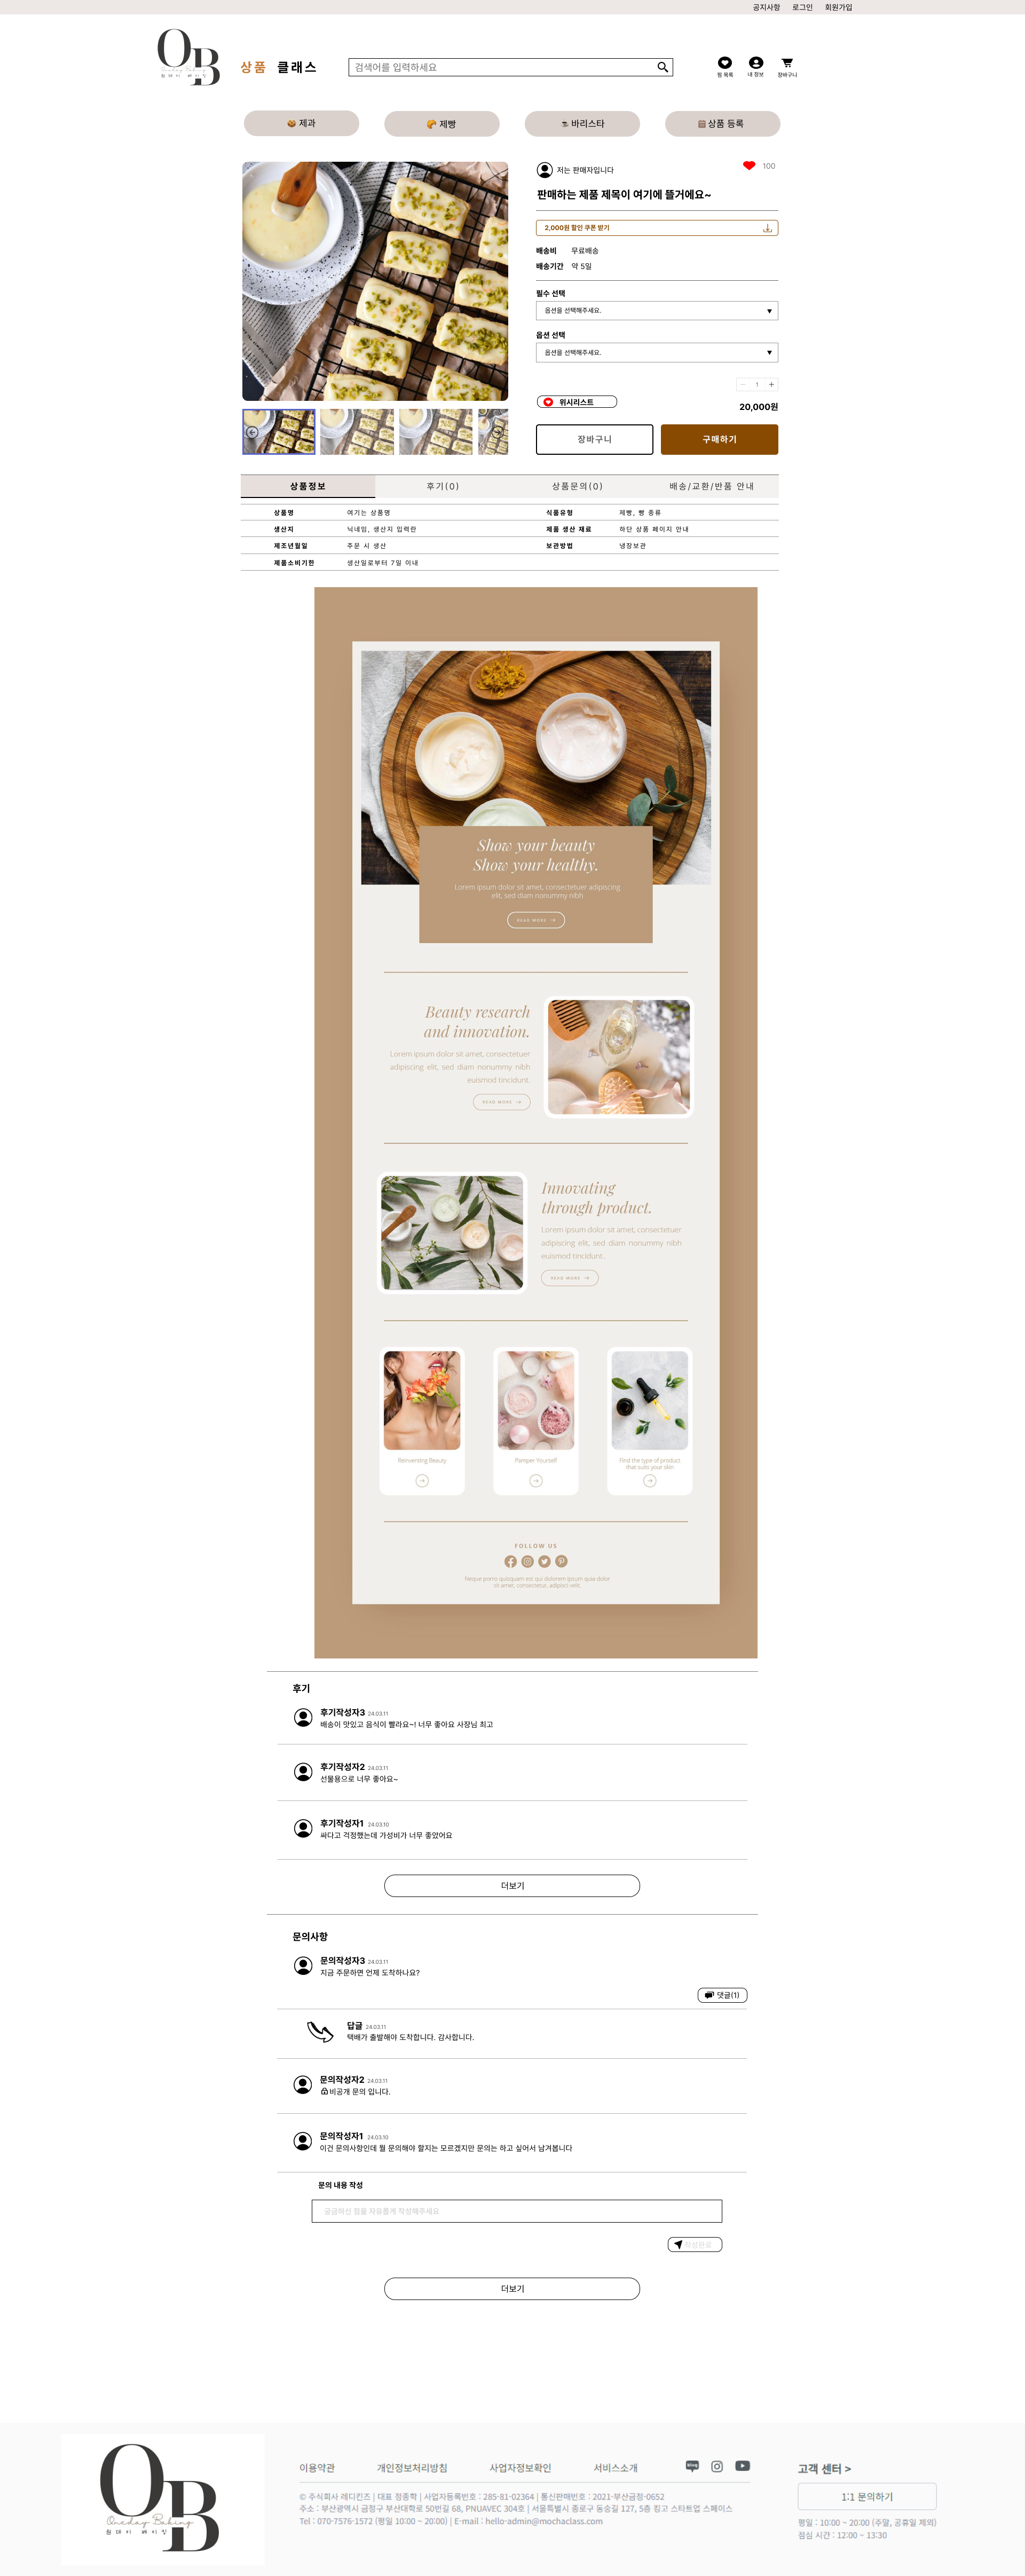 공지사항 로그인 회원가입
OB
Oneday Baking
원데이 베이킹
상품 클래스
검색어를 입력하세요
찜 목록 내 정보 장바구니
제과 제빵 바리스타 상품 등록
저는 판매자입니다
100
판매하는 제품 제목이 여기에 뜰거에요~
2,000원 할인 쿠폰 받기
배송비 무료배송
배송기간 약 5일
필수 선택
옵션을 선택해주세요.
옵션 선택
옵션을 선택해주세요.
1
위시리스트
20,000원
장바구니 구매하기
상품정보 후기(0) 상품문의(0) 배송/교환/반품 안내
상품명 여기는 상품명 식품유형 제빵, 빵 종류
생산지 닉네임, 생산지 입력란 제품 생산 재료 하단 상품 페이지 안내
제조년월일 주문 시 생산 보관방법 냉장보관
제품소비기한 생산일로부터 7일 이내
Show your beauty
Show your healthy.
Lorem ipsum dolor sit amet, consectetuer adipiscing
elit, sed diam nonummy nibh
READ MORE
Beauty research
and innovation.
Lorem ipsum dolor sit amet, consectetuer
adipiscing elit, sed diam nonummy nibh
euismod tincidunt.
READ MORE
Innovating
through product.
Lorem ipsum dolor sit amet, consectetuer
adipiscing elit, sed diam nonummy nibh
euismod tincidunt..
READ MORE
Reinventing Beauty
Pamper Yourself
Find the type of product
that suits your skin
FOLLOW US
Neque porro quisquam est qui dolorem ipsum quia dolor
sit amet, consectetur, adipisci velit.
후기
후기작성자3 24.03.11
배송이 맛있고 음식이 빨라요~! 너무 좋아요 사장님 최고
후기작성자2 24.03.11
선물용으로 너무 좋아요~
후기작성자1 24.03.10
싸다고 걱정했는데 가성비가 너무 좋았어요
더보기
문의사항
문의작성자3 24.03.11
지금 주문하면 언제 도착하나요?
댓글(1)
답글 24.03.11
택배가 출발해야 도착합니다. 감사합니다.
문의작성자2 24.03.11
비공개 문의 입니다.
문의작성자1 24.03.10
이건 문의사항인데 뭘 문의해야 할지는 모르겠지만 문의는 하고 싶어서 남겨봅니다
문의 내용 작성
궁금하신 점을 자유롭게 작성해주세요
작성완료
더보기
OB
Oneday Baking
원데이 베이킹
이용약관 개인정보처리방침 사업자정보확인 서비스소개
© 주식회사 레디킨즈 | 대표 정종학 | 사업자등록번호 : 285-81-02364 | 통신판매번호 : 2021-부산금정-0652
주소 : 부산광역시 금정구 부산대학로 50번길 68, PNUAVEC 304호 | 서울특별시 종로구 동숭길 127, 5층 킹고 스타트업 스페이스
Tel : 070-7576-1572 (평일 10:00 ~ 20:00) | E-mail : hello-admin@mochaclass.com
고객 센터 >
1:1 문의하기
평일 : 10:00 ~ 20:00 (주말, 공휴일 제외)
점심 시간 : 12:00 ~ 13:30